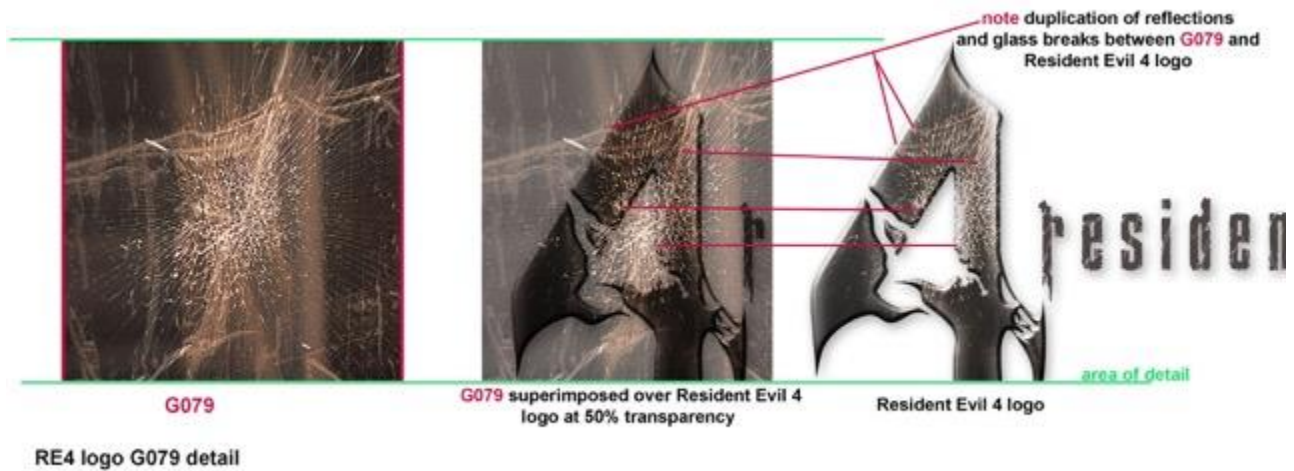 note duplication of reflections
and glass breaks between G079 and
Resident Evil 4 logo
residen
area of detail
G079
G079 superimposed over Resident Evil 4
logo at 50% transparency
Resident Evil 4 logo
RE4 logo G079 detail